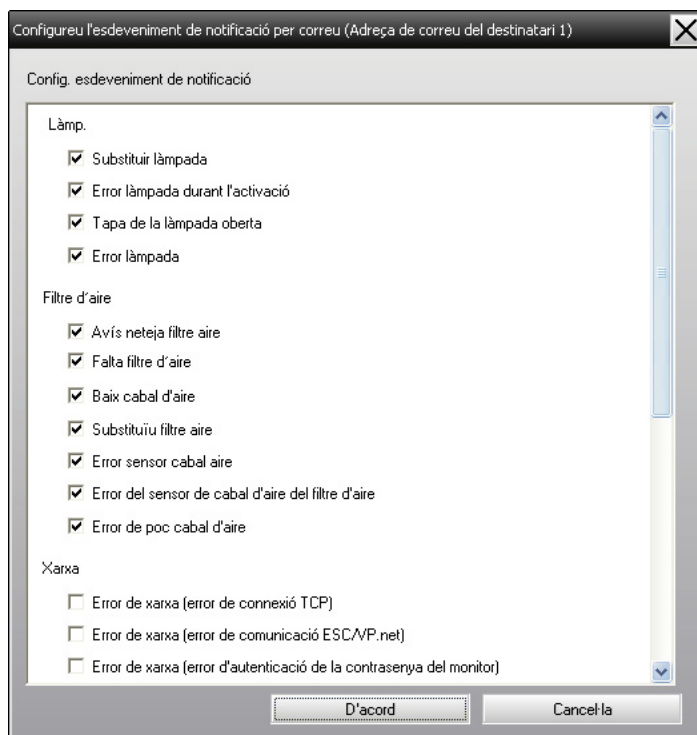 Configureu l'esdeveniment de notificació per correu (Adreça de correu del destinatari 1)
Config. esdeveniment de notificació
Làmp.
Substituir làmpada
Error làmpada durant l'activació
Tapa de la làmpada oberta
Error làmpada
Filtre d´aire
Avís neteja filtre aire
Falta filtre d´aire
Baix cabal d'aire
Substituïu filtre aire
Error sensor cabal aire
Error del sensor de cabal d'aire del filtre d'aire
Error de poc cabal d'aire
Xarxa
Error de xarxa (error de connexió TCP)
Error de xarxa (error de comunicació ESC/VP.net)
Error de xarxa (error d'autenticació de la contrasenya del monitor)
D'acord
Cancel·la